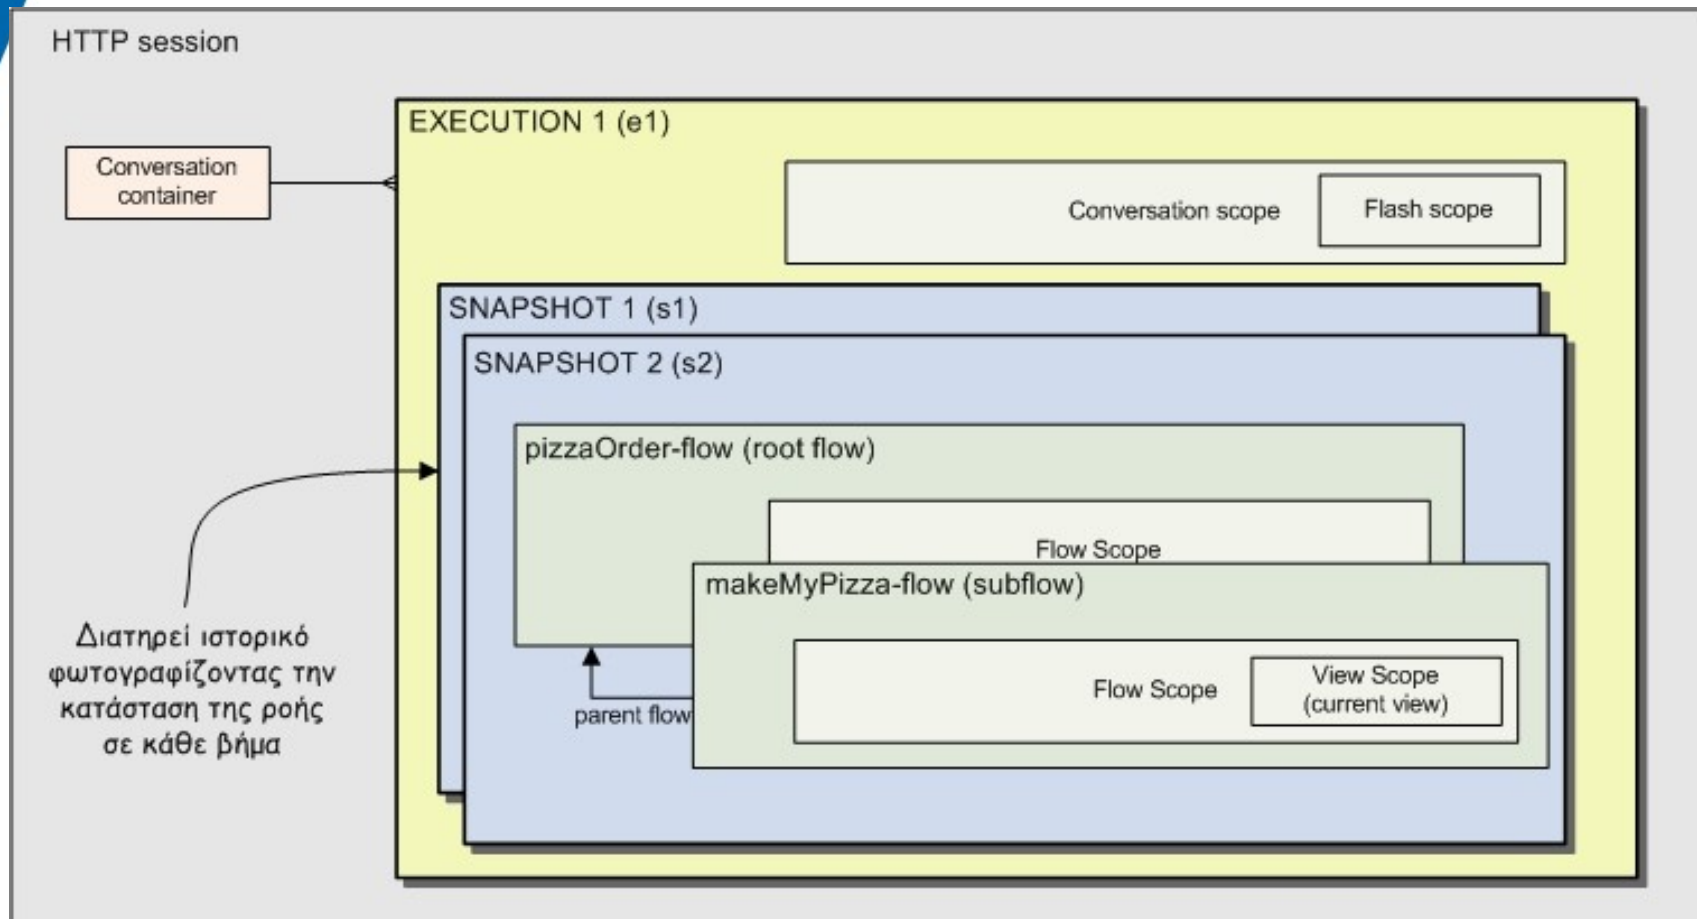 HTTP session
EXECUTION 1 (e1)
Conversation
container
Conversation scope
Flash scope
SNAPSHOT 1 (s1)
SNAPSHOT 2 (s2)
pizzaOrder-flow (root flow)
Flow Scope
makeMyPizza-flow (subflow)
Flow Scope
View Scope
(current view)
parent flow
Διατηρεί ιστορικό
φωτογραφίζοντας την
κατάσταση της ροής
σε κάθε βήμα